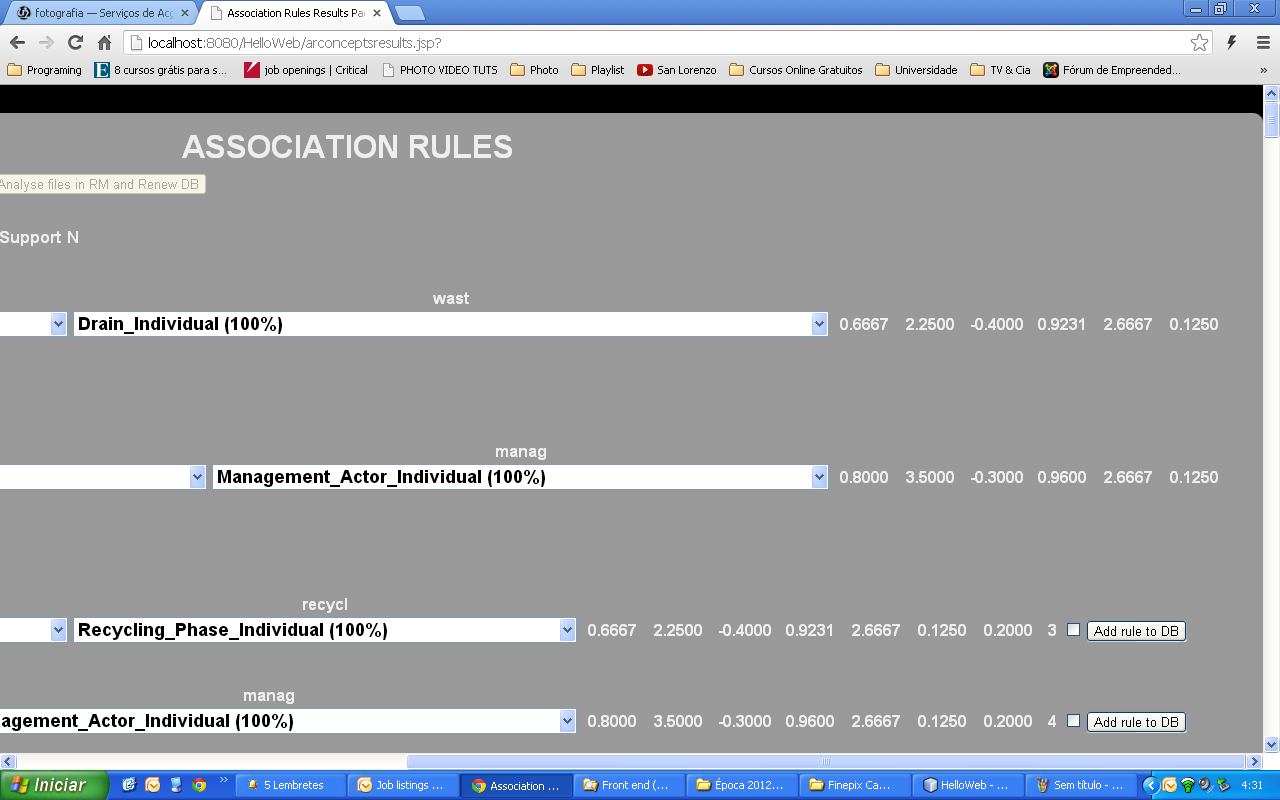 fotografia — Serviços de Acç
Association Rules Results Pa
localhost:8080/HelloWeb/arconceptsresults.jsp?
Programing 8 cursos grátis para s... job openings | Critical PHOTO VIDEO TUTS Photo Playlist San Lorenzo Cursos Online Gratuitos Universidade TV & Cia Fórum de Empreended... »
ASSOCIATION RULES
Analyse files in RM and Renew DB
Support N
wast
Drain_Individual (100%) 0.6667 2.2500 -0.4000 0.9231 2.6667 0.1250
manag
Management_Actor_Individual (100%) 0.8000 3.5000 -0.3000 0.9600 2.6667 0.1250
recycl
Recycling_Phase_Individual (100%) 0.6667 2.2500 -0.4000 0.9231 2.6667 0.1250 0.2000 3 Add rule to DB
manag
agement_Actor_Individual (100%) 0.8000 3.5000 -0.3000 0.9600 2.6667 0.1250 0.2000 4 Add rule to DB
Iniciar » 5 Lembretes Job listings ... Association ... Front end (... Época 2012... Finepix Ca... HelloWeb - ... Sem título - ... 4:31